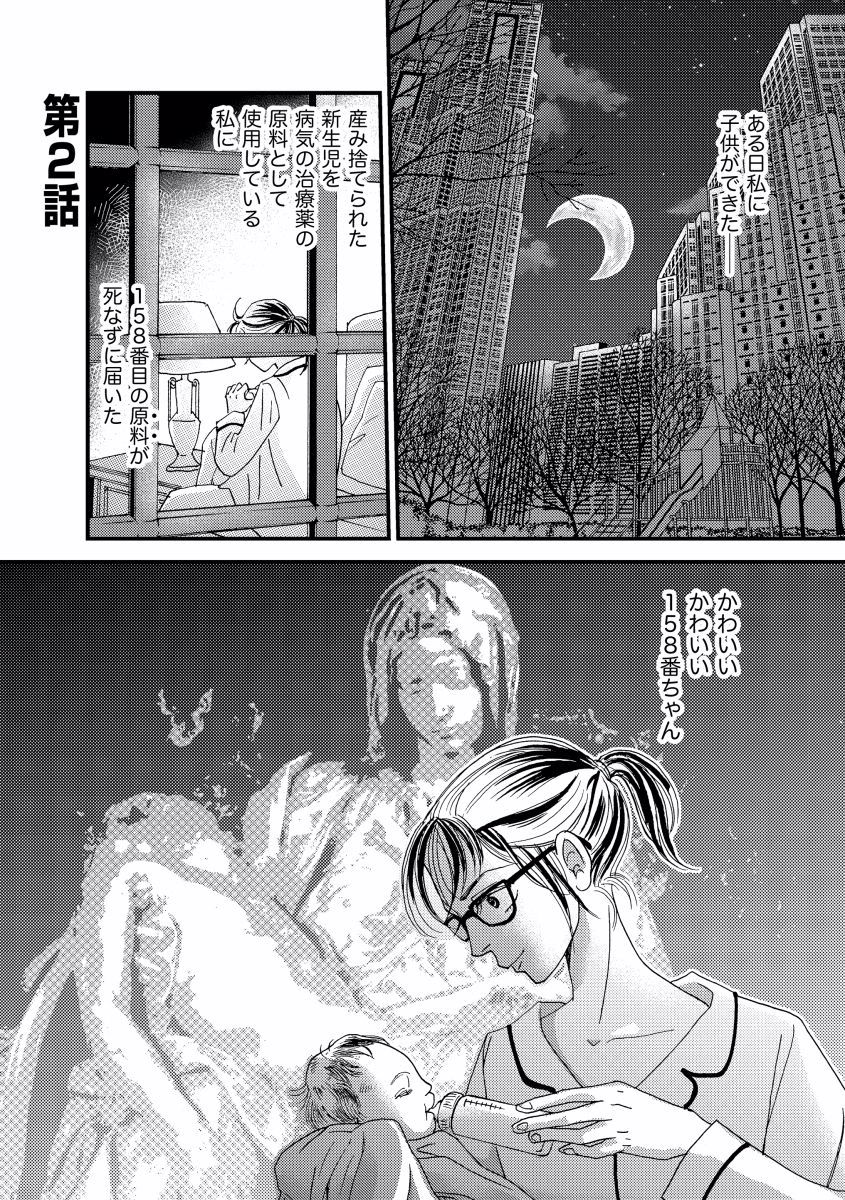 ある日私に
子供ができた──
産み捨てられた
新生児を
病気の治療薬の
原料として
使用している
私に
158番目の原料が
死なずに届いた
第2話
かわいい
かわいい
158番ちゃん